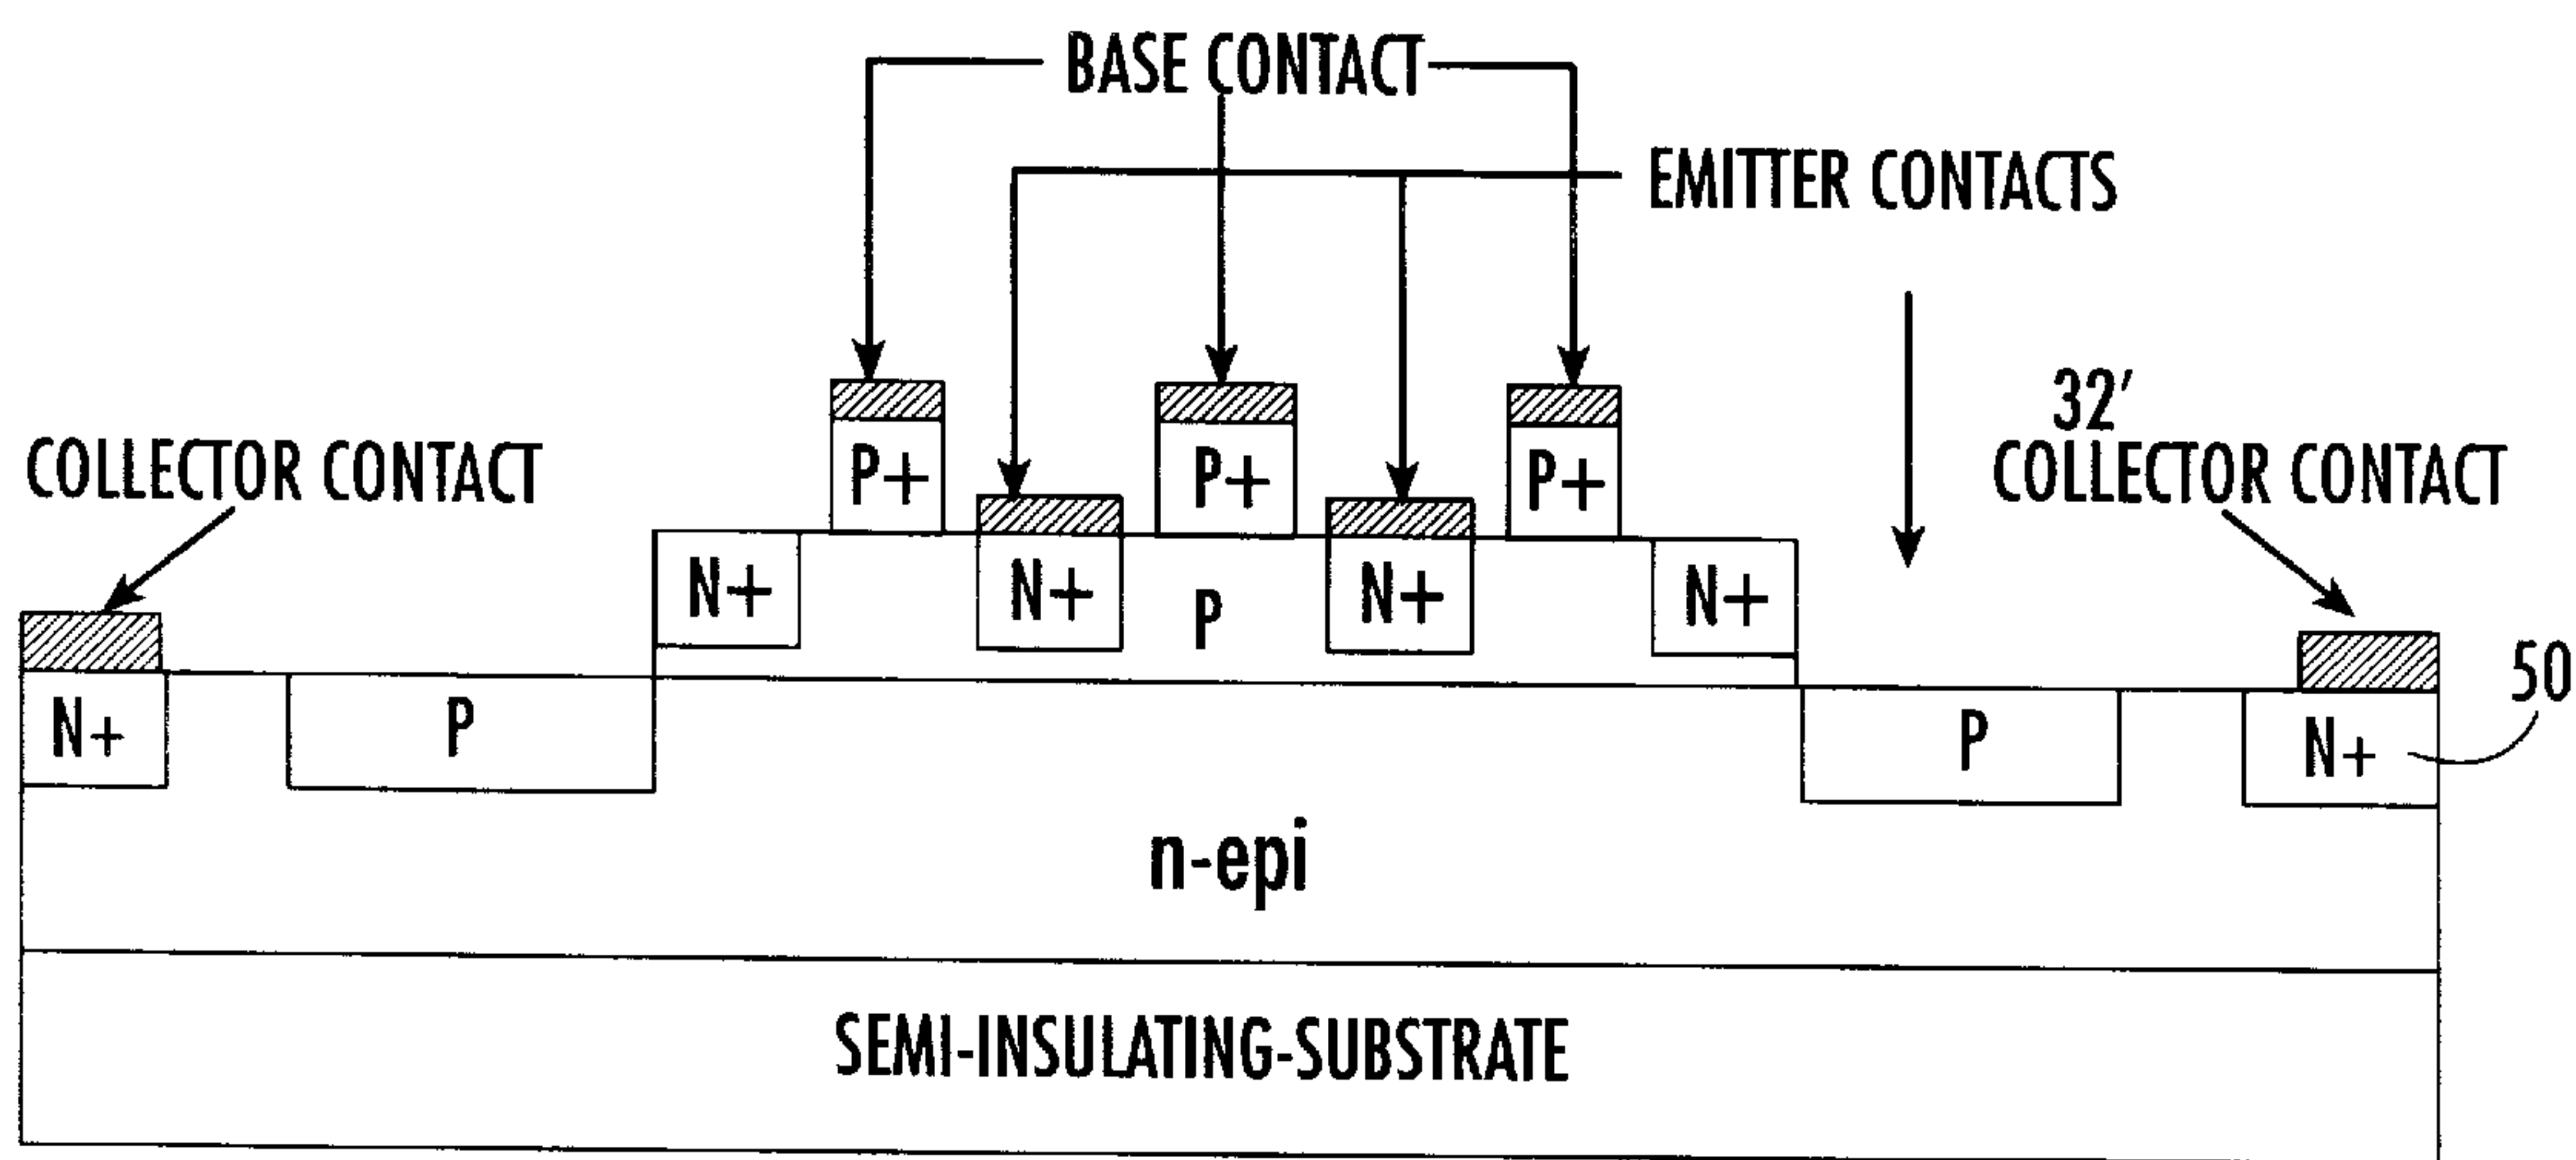 BASE CONTACT
EMITTER CONTACTS
32′
COLLECTOR CONTACT
COLLECTOR CONTACT
P+
P+
P+
N+
N+
N+
N+
P
50
N+
P
P
N+
n-epi
SEMI-INSULATING-SUBSTRATE